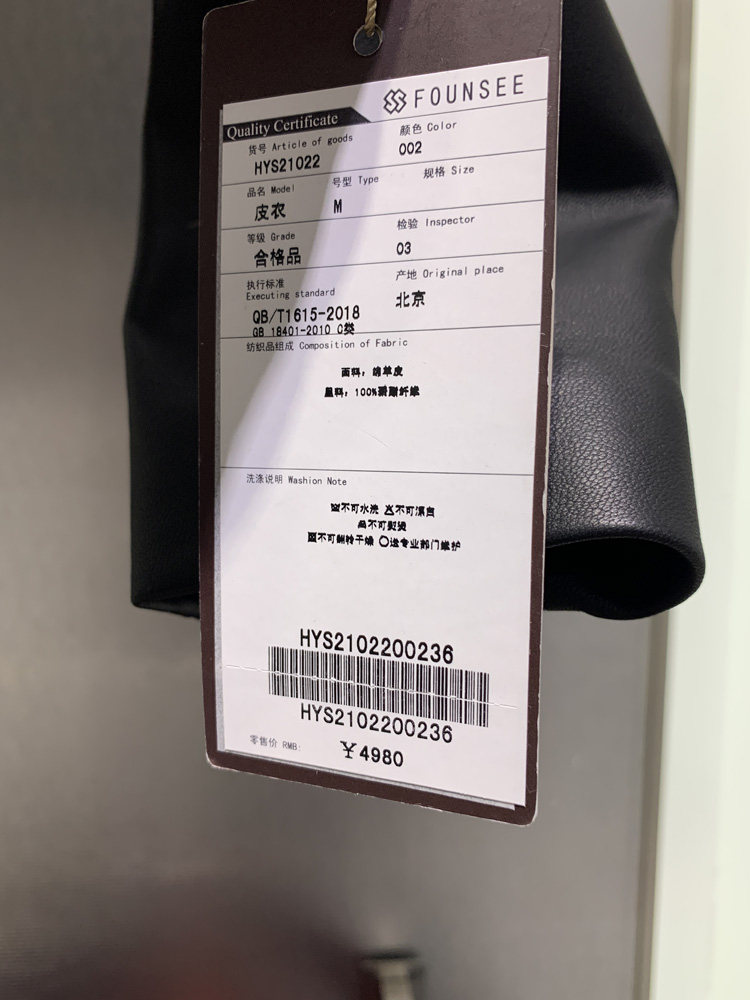 FOUNSEE
Quality Certificate
货号 Article of goods
颜色 Color
HYS21022
002
品名 Model
号型 Type
规格 Size
皮衣
M
等级 Grade
检验 Inspector
合格品
03
执行标准
Executing standard
产地 Original place
QB/T1615-2018
北京
GB 18401-2010 C类
纺织品组成 Composition of Fabric
面料：绵羊皮
里料：100%聚酯纤维
洗涤说明 Washion Note
不可水洗 不可漂白
不可熨烫
不可翻转干燥 送专业部门维护
HYS2102200236
HYS2102200236
零售价 RMB:
￥4980